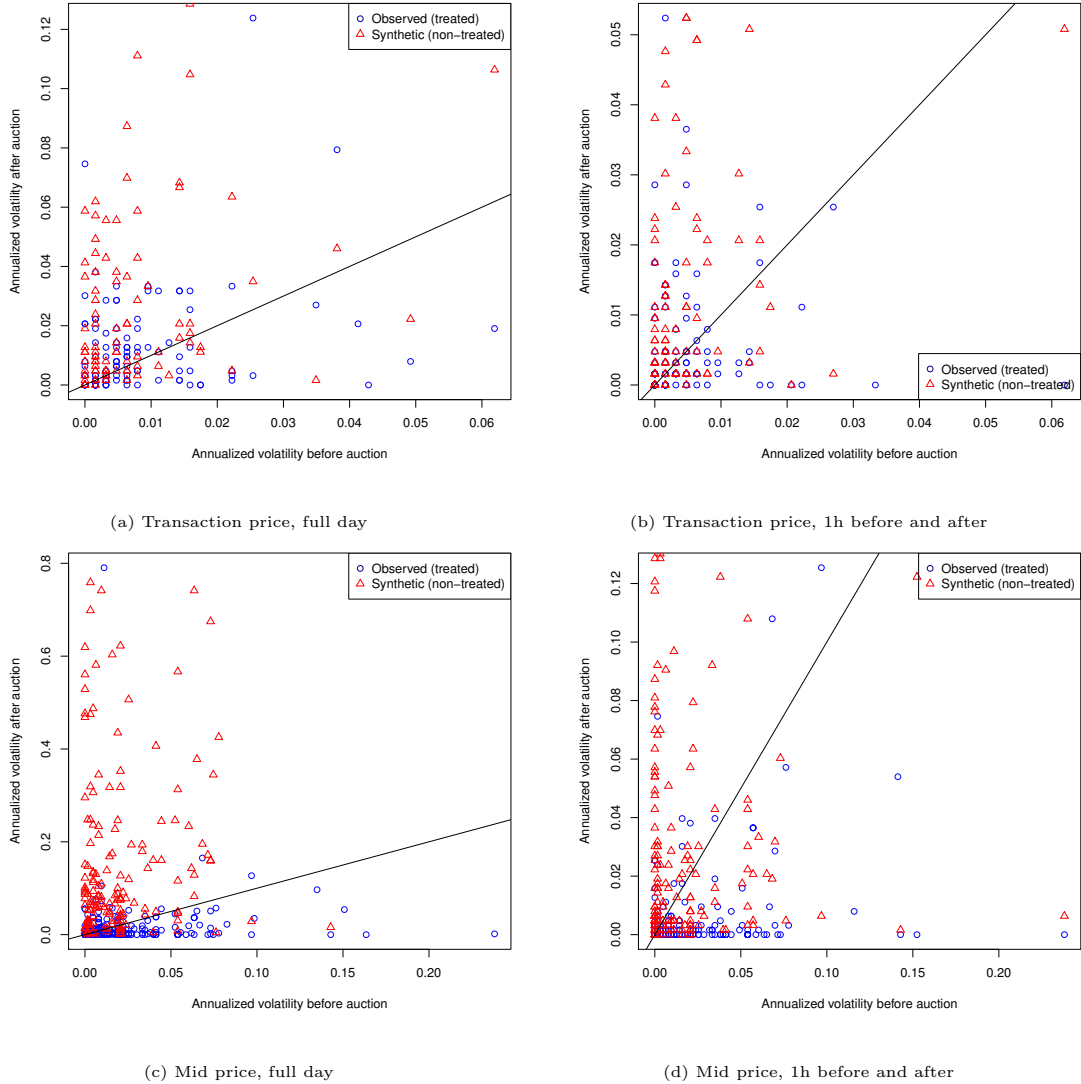 Observed (treated)
Synthetic (non-treated)
Annualized volatility after auction
0.00 0.02 0.04 0.06 0.08 0.10 0.12
0.00 0.01 0.02 0.03 0.04 0.05 0.06
Annualized volatility before auction
(a) Transaction price, full day
Annualized volatility after auction
0.00 0.01 0.02 0.03 0.04 0.05
Observed (treated)
Synthetic (non-treated)
0.00 0.01 0.02 0.03 0.04 0.05 0.06
Annualized volatility before auction
(b) Transaction price, 1h before and after
Observed (treated)
Synthetic (non-treated)
Annualized volatility after auction
0.0 0.2 0.4 0.6 0.8
0.00 0.05 0.10 0.15 0.20
Annualized volatility before auction
(c) Mid price, full day
Observed (treated)
Synthetic (non-treated)
Annualized volatility after auction
0.00 0.02 0.04 0.06 0.08 0.10 0.12
0.00 0.05 0.10 0.15 0.20
Annualized volatility before auction
(d) Mid price, 1h before and after